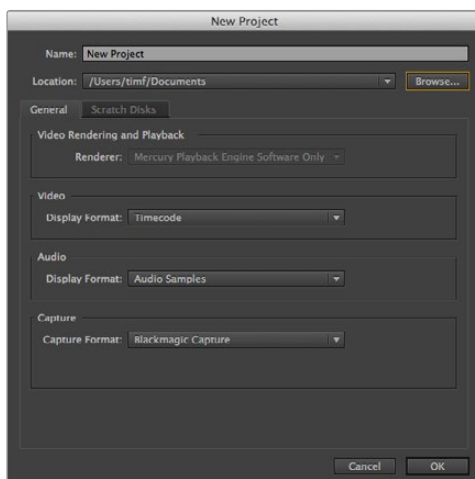 New Project
Name: New Project
Location: /Users/timf/Documents Browse...
General Scratch Disks
Video Rendering and Playback
Renderer: Mercury Playback Engine Software Only
Video
Display Format: Timecode
Audio
Display Format: Audio Samples
Capture
Capture Format: Blackmagic Capture
Cancel OK